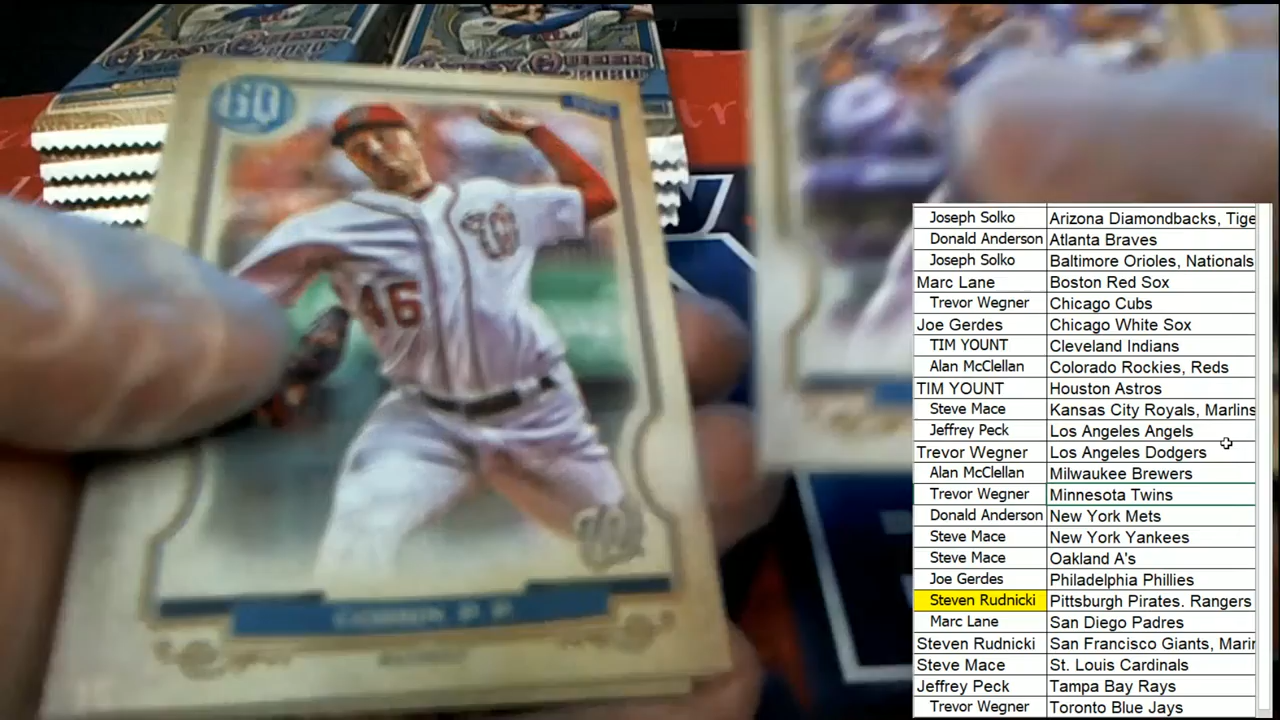 GQ
46
W
Joseph Solko Arizona Diamondbacks, Tige
Donald Anderson Atlanta Braves
Joseph Solko Baltimore Orioles, Nationals
Marc Lane Boston Red Sox
Trevor Wegner Chicago Cubs
Joe Gerdes Chicago White Sox
TIM YOUNT Cleveland Indians
Alan McClellan Colorado Rockies, Reds
TIM YOUNT Houston Astros
Steve Mace Kansas City Royals, Marlins
Jeffrey Peck Los Angeles Angels
Trevor Wegner Los Angeles Dodgers
Alan McClellan Milwaukee Brewers
Trevor Wegner Minnesota Twins
Donald Anderson New York Mets
Steve Mace New York Yankees
Steve Mace Oakland A's
Joe Gerdes Philadelphia Phillies
Steven Rudnicki Pittsburgh Pirates. Rangers
Marc Lane San Diego Padres
Steven Rudnicki San Francisco Giants, Marir
Steve Mace St. Louis Cardinals
Jeffrey Peck Tampa Bay Rays
Trevor Wegner Toronto Blue Jays